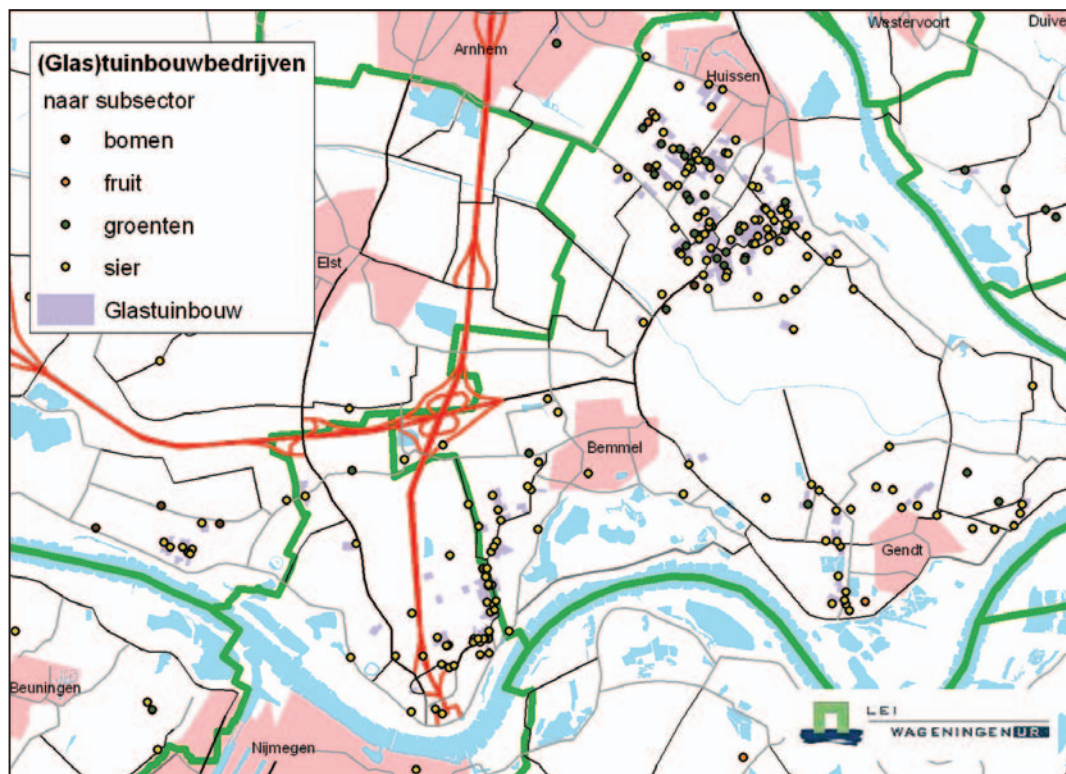 (Glas)tuinbouwbedrijven
naar subsector
bomen
fruit
groenten
sier
Glastuinbouw
Arnhem
Westervoort
Duive
Huissen
Elst
Bemmel
Gendt
Beuningen
Nijmegen
LEI
WAGENINGEN UR